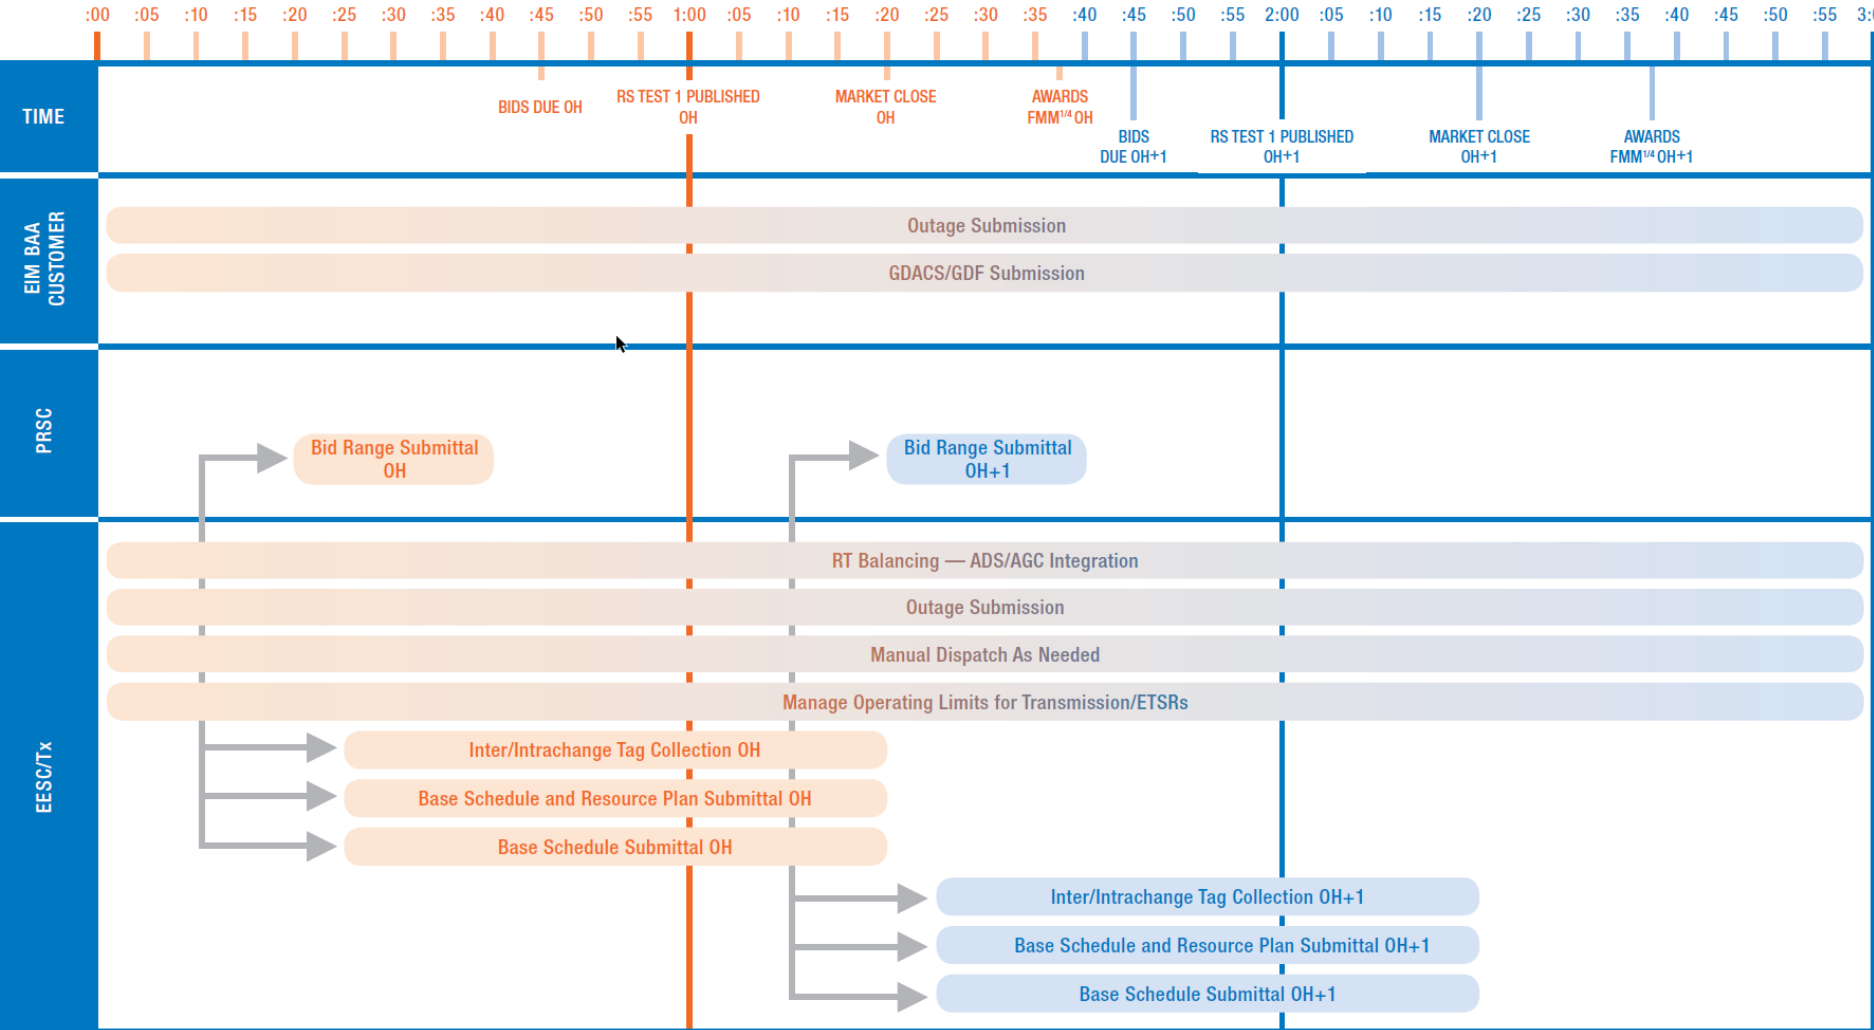 :00 :05 :10 :15 :20 :25 :30 :35 :40 :45 :50 :55 1:00 :05 :10 :15 :20 :25 :30 :35 :40 :45 :50 :55 2:00 :05 :10 :15 :20 :25 :30 :35 :40 :45 :50 :55
TIME
BIDS DUE OH
RS TEST 1 PUBLISHED
OH
MARKET CLOSE
OH
AWARDS
FMM1/4 OH
BIDS
DUE OH+1
RS TEST 1 PUBLISHED
OH+1
MARKET CLOSE
OH+1
AWARDS
FMM1/4 OH+1
EIM BAA
CUSTOMER
Outage Submission
GDACS/GDF Submission
PRSC
Bid Range Submittal
OH
Bid Range Submittal
OH+1
EESC/Tx
RT Balancing — ADS/AGC Integration
Outage Submission
Manual Dispatch As Needed
Manage Operating Limits for Transmission/ETSRs
Inter/Intrachange Tag Collection OH
Base Schedule and Resource Plan Submittal OH
Base Schedule Submittal OH
Inter/Intrachange Tag Collection OH+1
Base Schedule and Resource Plan Submittal OH+1
Base Schedule Submittal OH+1